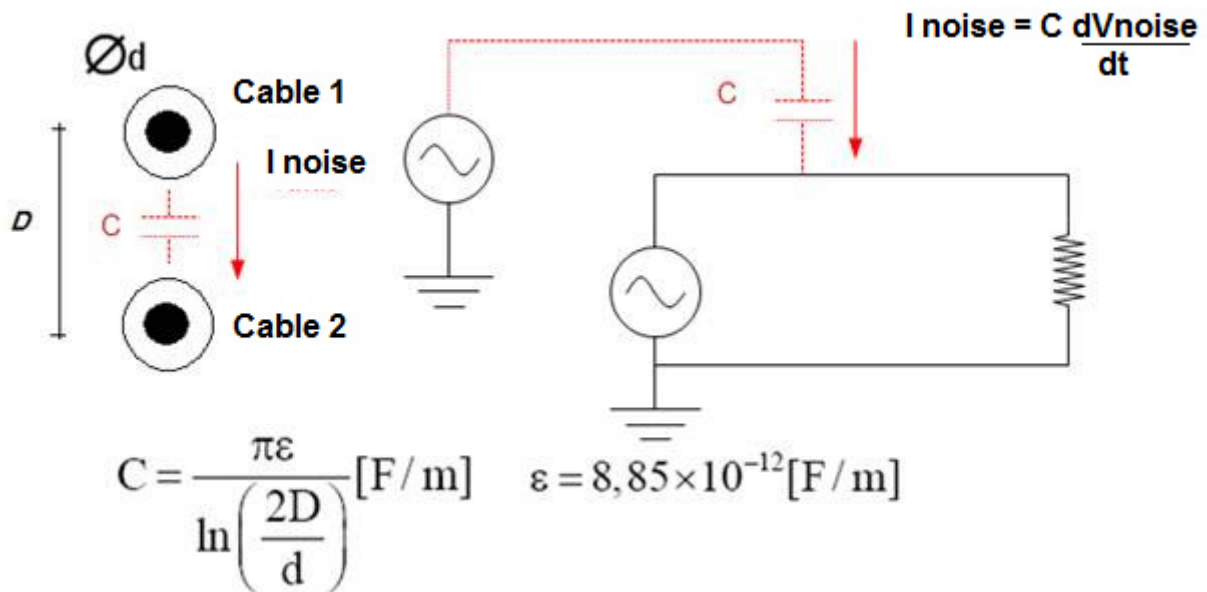 Ød
Cable 1
I noise
C
D
Cable 2
I noise = C dVnoise
dt
C
C = πε / ln(2D/d) [F/m] ε = 8,85×10⁻¹²[F/m]